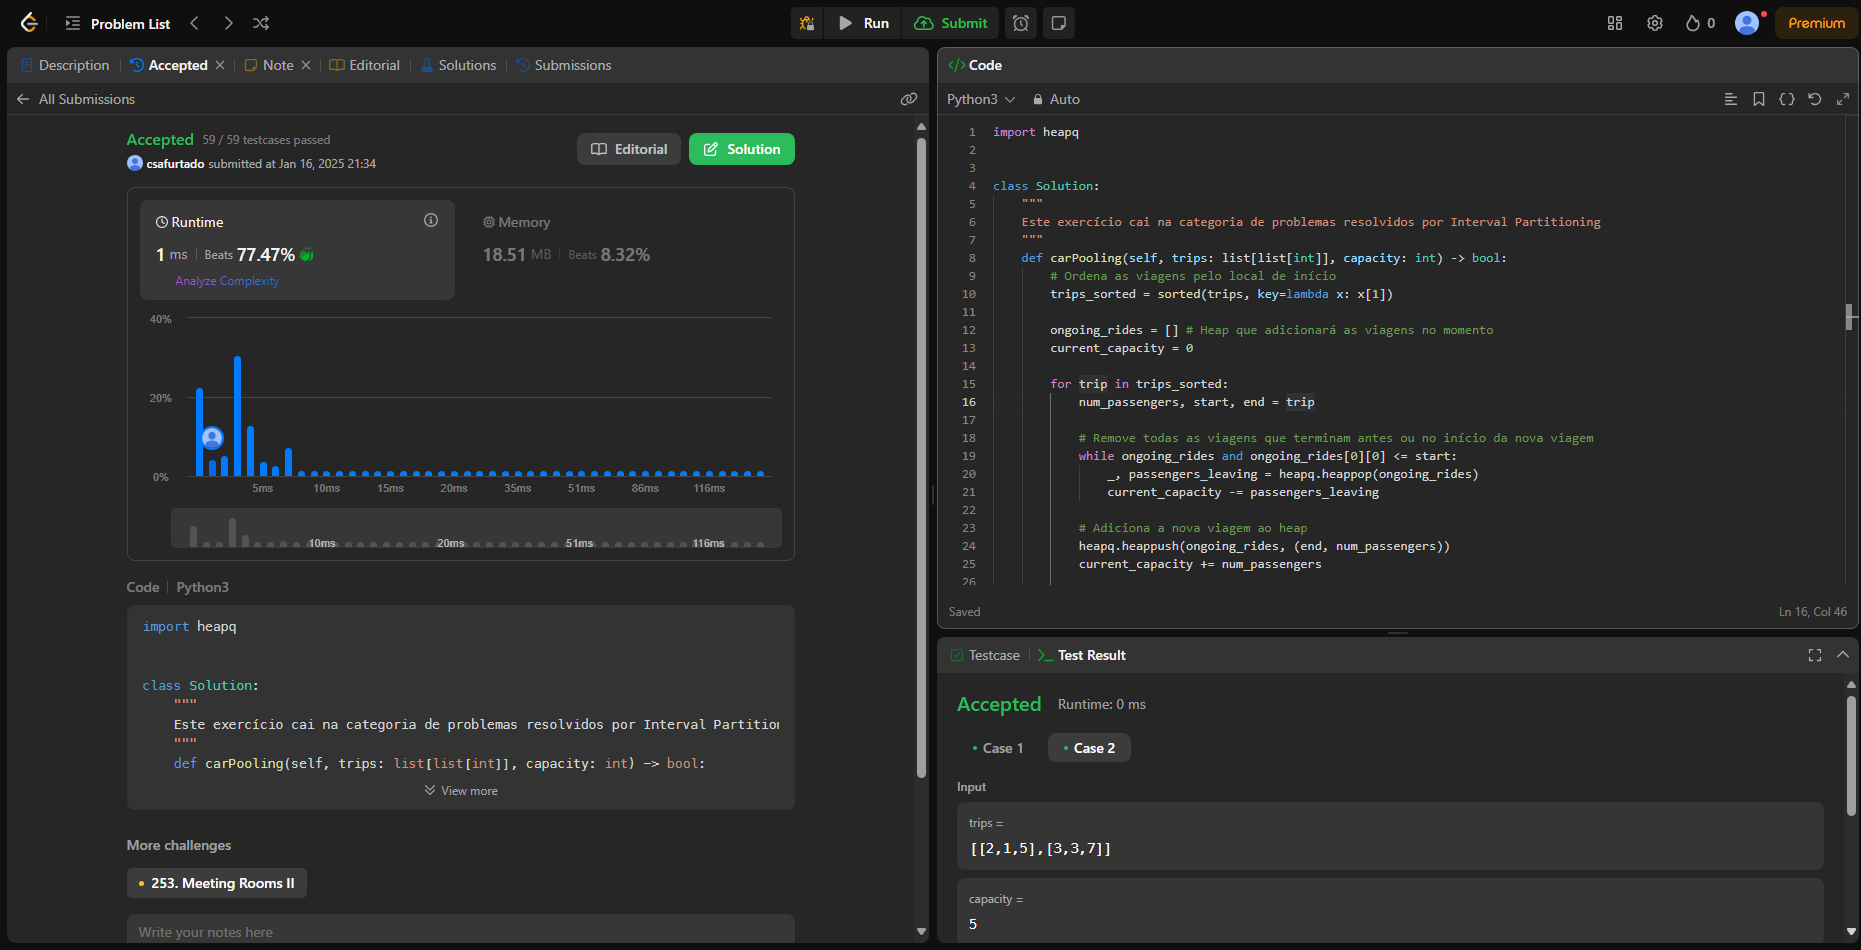 Problem List
Run
Submit
0
Premium
Description
Accepted
Note
Editorial
Solutions
Submissions
All Submissions
Accepted 59 / 59 testcases passed
csafurtado submitted at Jan 16, 2025 21:34
Editorial
Solution
Runtime
1 ms | Beats 77.47%
Analyze Complexity
Memory
18.51 MB | Beats 8.32%
40%
20%
0%
5ms 10ms 15ms 20ms 35ms 51ms 86ms 116ms
10ms 20ms 51ms 116ms
Code | Python3
import heapq
class Solution:
"""
Este exercício cai na categoria de problemas resolvidos por Interval Partition
"""
def carPooling(self, trips: list[list[int]], capacity: int) -> bool:
View more
More challenges
253. Meeting Rooms II
Write your notes here
</> Code
Python3
Auto
1 import heapq
2
3
4 class Solution:
5 """
6 Este exercício cai na categoria de problemas resolvidos por Interval Partitioning
7 """
8 def carPooling(self, trips: list[list[int]], capacity: int) -> bool:
9 # Ordena as viagens pelo local de início
10 trips_sorted = sorted(trips, key=lambda x: x[1])
11
12 ongoing_rides = [] # Heap que adicionará as viagens no momento
13 current_capacity = 0
14
15 for trip in trips_sorted:
16 num_passengers, start, end = trip
17
18 # Remove todas as viagens que terminam antes ou no início da nova viagem
19 while ongoing_rides and ongoing_rides[0][0] <= start:
20 _, passengers_leaving = heapq.heappop(ongoing_rides)
21 current_capacity -= passengers_leaving
22
23 # Adiciona a nova viagem ao heap
24 heapq.heappush(ongoing_rides, (end, num_passengers))
25 current_capacity += num_passengers
26
Saved
Ln 16, Col 46
Testcase
Test Result
Accepted Runtime: 0 ms
Case 1
Case 2
Input
trips =
[[2,1,5],[3,3,7]]
capacity =
5